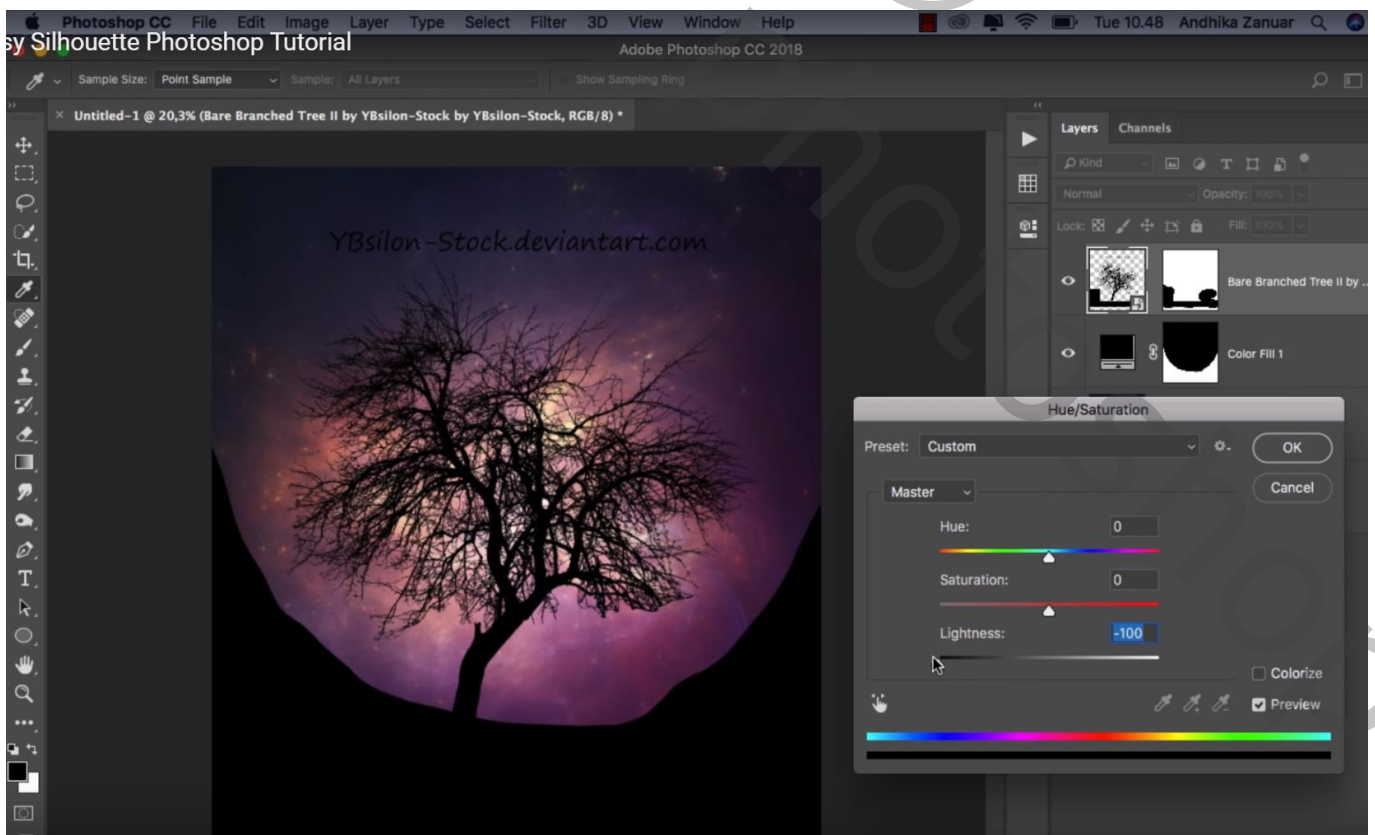 Photoshop CC File Edit Image Layer Type Select Filter 3D View Window Help Tue 10.48 Andhika Zanuar
sy Silhouette Photoshop Tutorial
Adobe Photoshop CC 2018
Sample Size: Point Sample Sample: All Layers Show Sampling Ring
× Untitled-1 @ 20,3% (Bare Branched Tree II by YBsilon-Stock by YBsilon-Stock, RGB/8) *
Layers Channels
Kind
Normal Opacity: 100%
Lock: Fill: 100%
YBsilon-Stock.deviantart.com
Bare Branched Tree II by ...
Color Fill 1
Hue/Saturation
Preset: Custom OK
Master Cancel
Hue: 0
Saturation: 0
Lightness: -100
Colorize
Preview